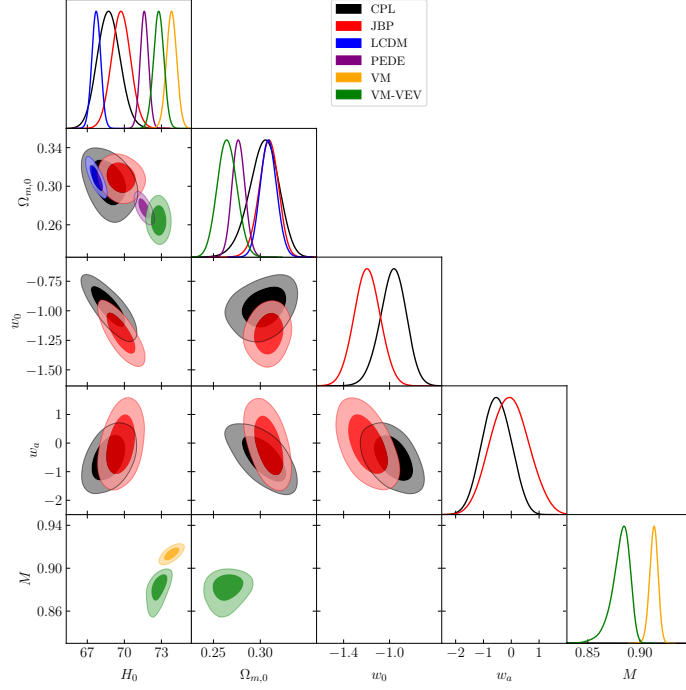 CPL
JBP
LCDM
PEDE
VM
VM-VEV
0.34
0.30
0.26
Ω_{m,0}
−0.75
−1.00
−1.25
−1.50
w_0
1
0
−1
−2
w_a
0.94
0.90
0.86
M
67 70 73
0.25 0.30
−1.4 −1.0
−2 −1 0 1
0.85 0.90
H_0 Ω_{m,0} w_0 w_a M